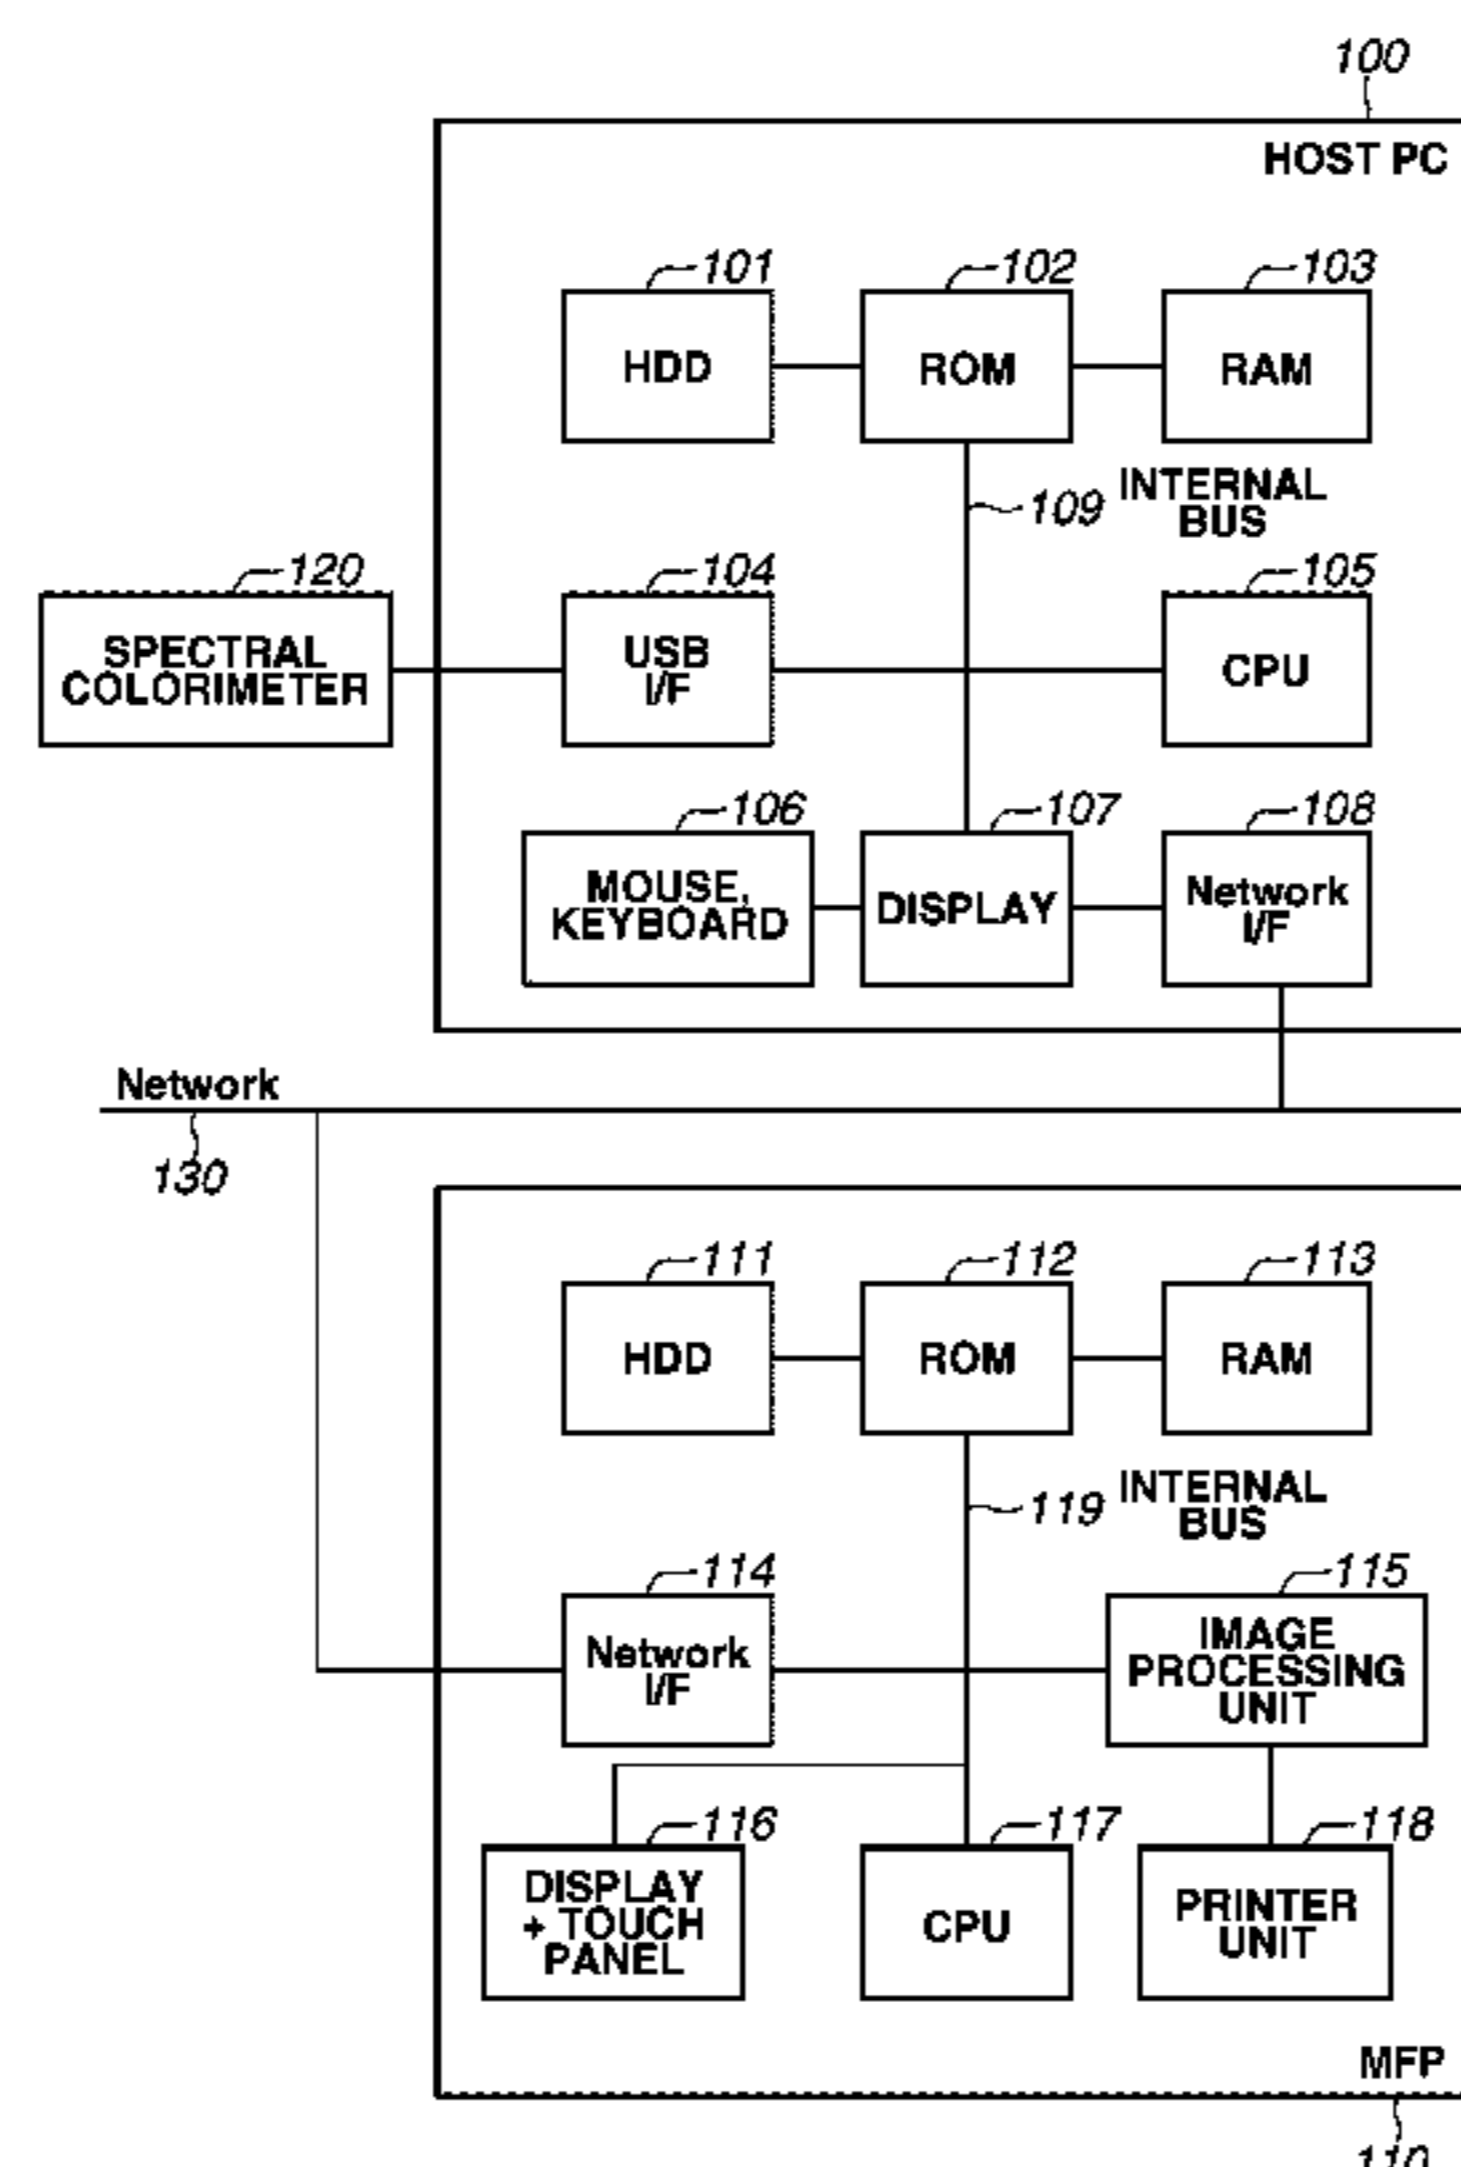 100
HOST PC
101
102
103
HDD
ROM
RAM
109
INTERNAL
BUS
120
104
105
SPECTRAL
COLORIMETER
USB
I/F
CPU
106
107
108
MOUSE,
KEYBOARD
DISPLAY
Network
I/F
Network
130
111
112
113
HDD
ROM
RAM
119
INTERNAL
BUS
114
115
Network
I/F
IMAGE
PROCESSING
UNIT
116
117
118
DISPLAY
+ TOUCH
PANEL
CPU
PRINTER
UNIT
MFP
110